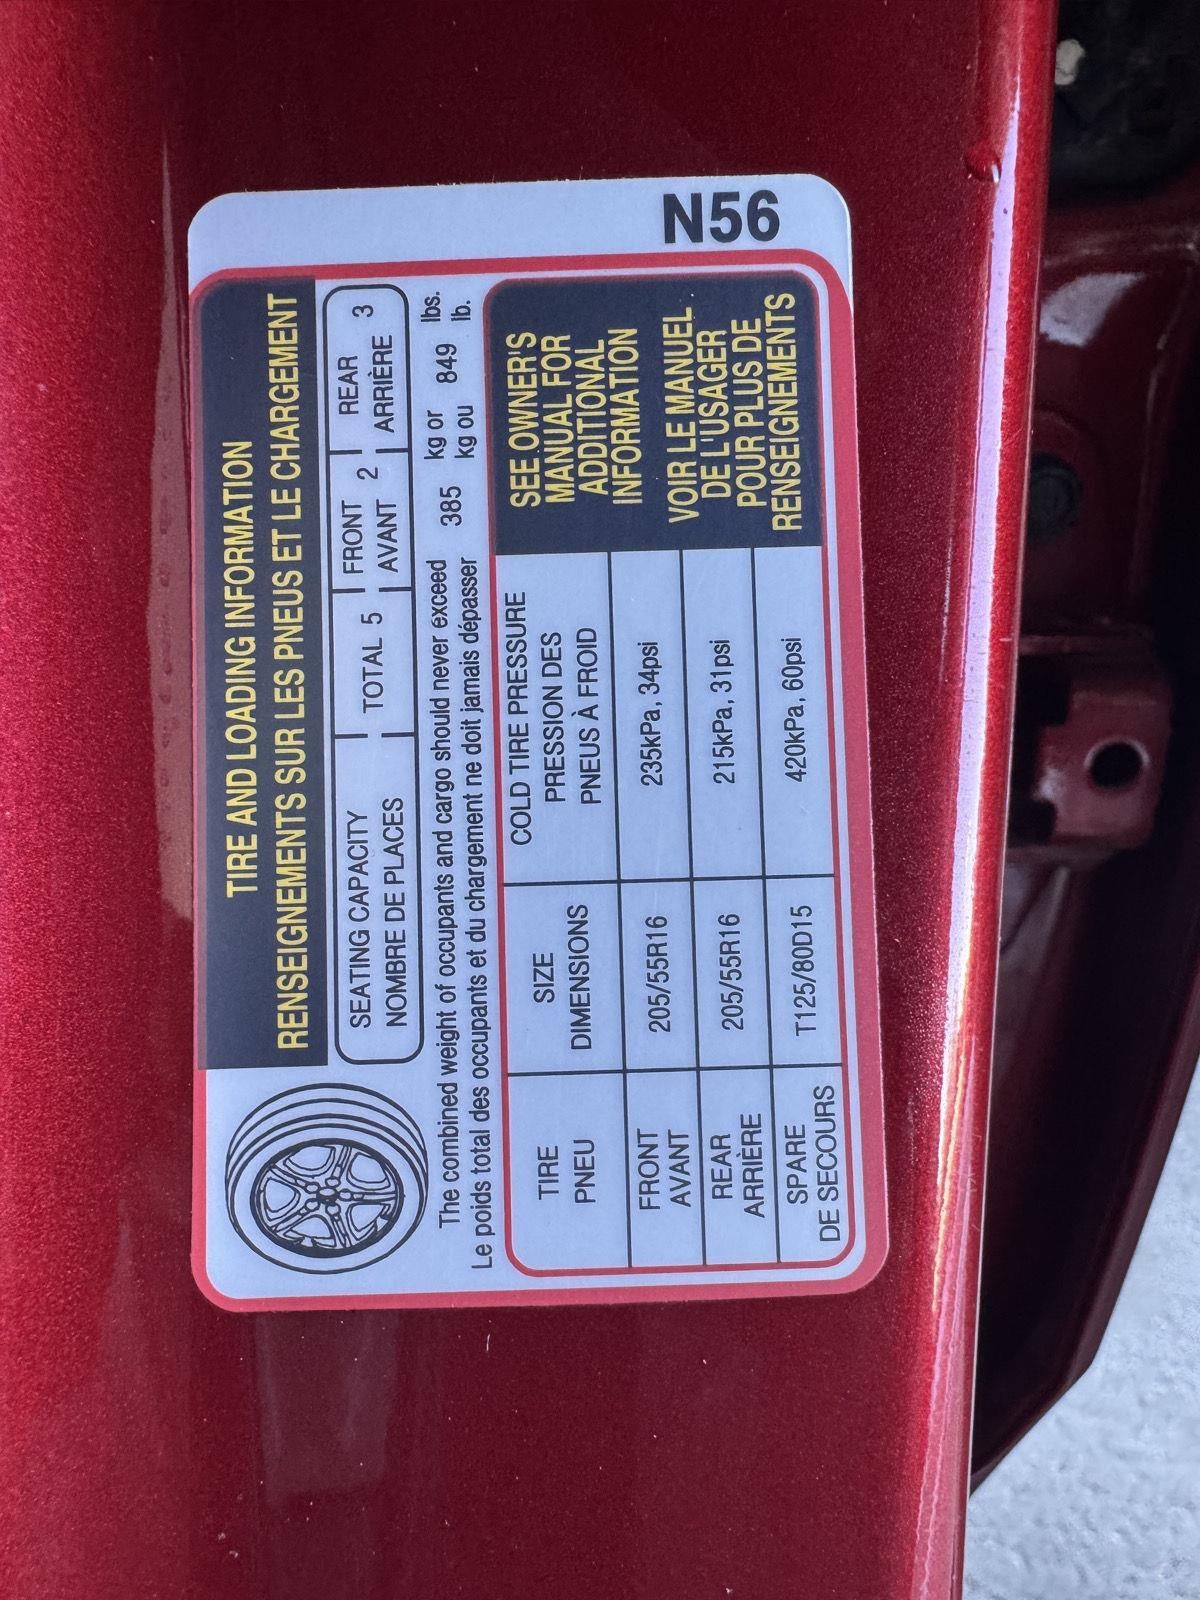 N56
TIRE AND LOADING INFORMATION
RENSEIGNEMENTS SUR LES PNEUS ET LE CHARGEMENT
SEATING CAPACITY
NOMBRE DE PLACES
TOTAL 5
FRONT
AVANT 2
REAR
ARRIÈRE 3
The combined weight of occupants and cargo should never exceed 385 kg or 849 lbs.
Le poids total des occupants et du chargement ne doit jamais dépasser kg ou lb.
TIRE
PNEU
SIZE
DIMENSIONS
COLD TIRE PRESSURE
PRESSION DES
PNEUS À FROID
FRONT
AVANT
205/55R16
235kPa, 34psi
REAR
ARRIÈRE
205/55R16
215kPa, 31psi
SPARE
DE SECOURS
T125/80D15
420kPa, 60psi
SEE OWNER'S
MANUAL FOR
ADDITIONAL
INFORMATION
VOIR LE MANUEL
DE L'USAGER
POUR PLUS DE
RENSEIGNEMENTS